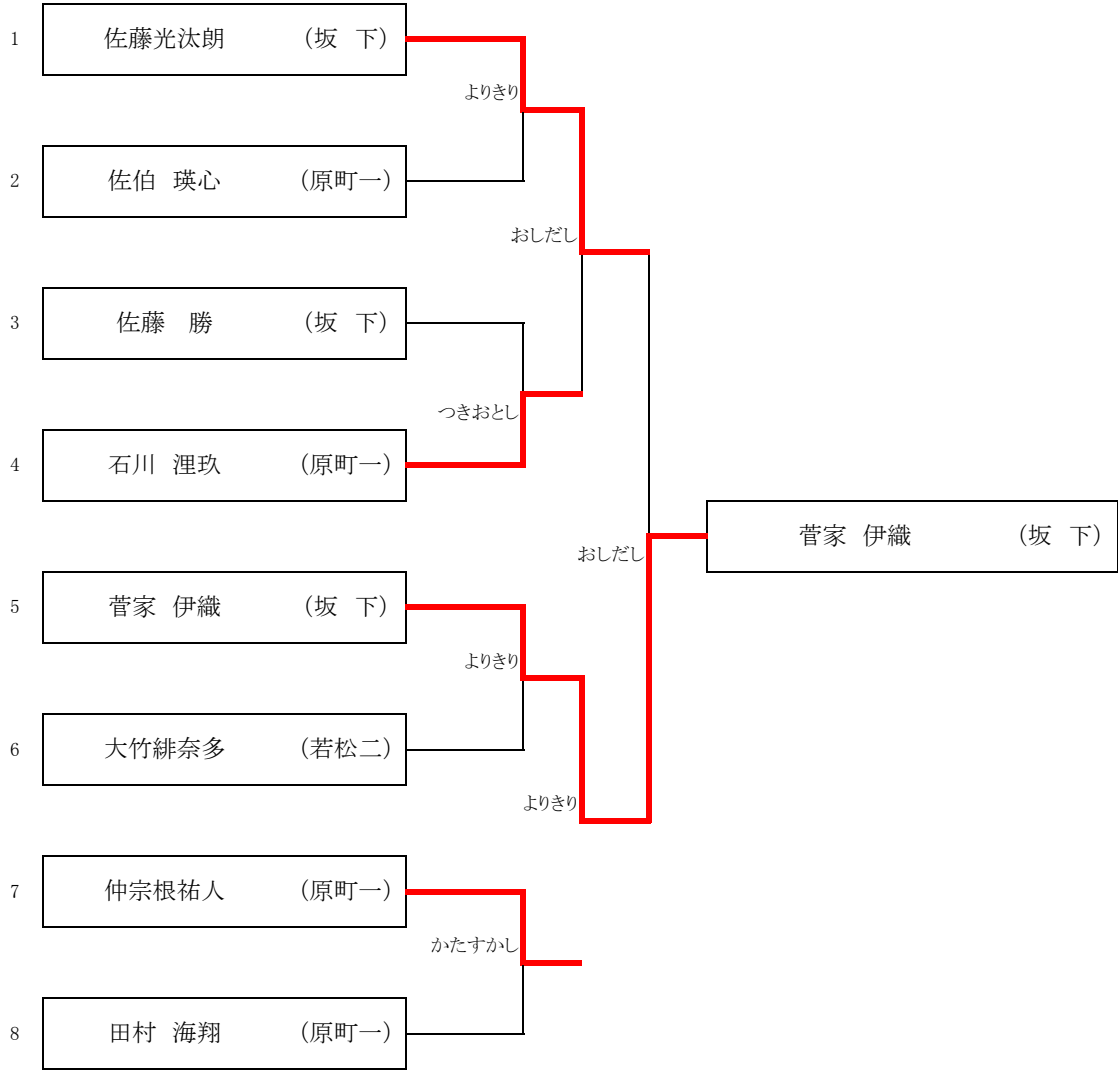 1 佐藤光汰朗 (坂 下)
よりきり
2 佐伯 瑛心 (原町一)
おしだし
3 佐藤 勝 (坂 下)
つきおとし
4 石川 浬玖 (原町一)
おしだし
菅家 伊織 (坂 下)
5 菅家 伊織 (坂 下)
よりきり
6 大竹緋奈多 (若松二)
よりきり
7 仲宗根祐人 (原町一)
かたすかし
8 田村 海翔 (原町一)